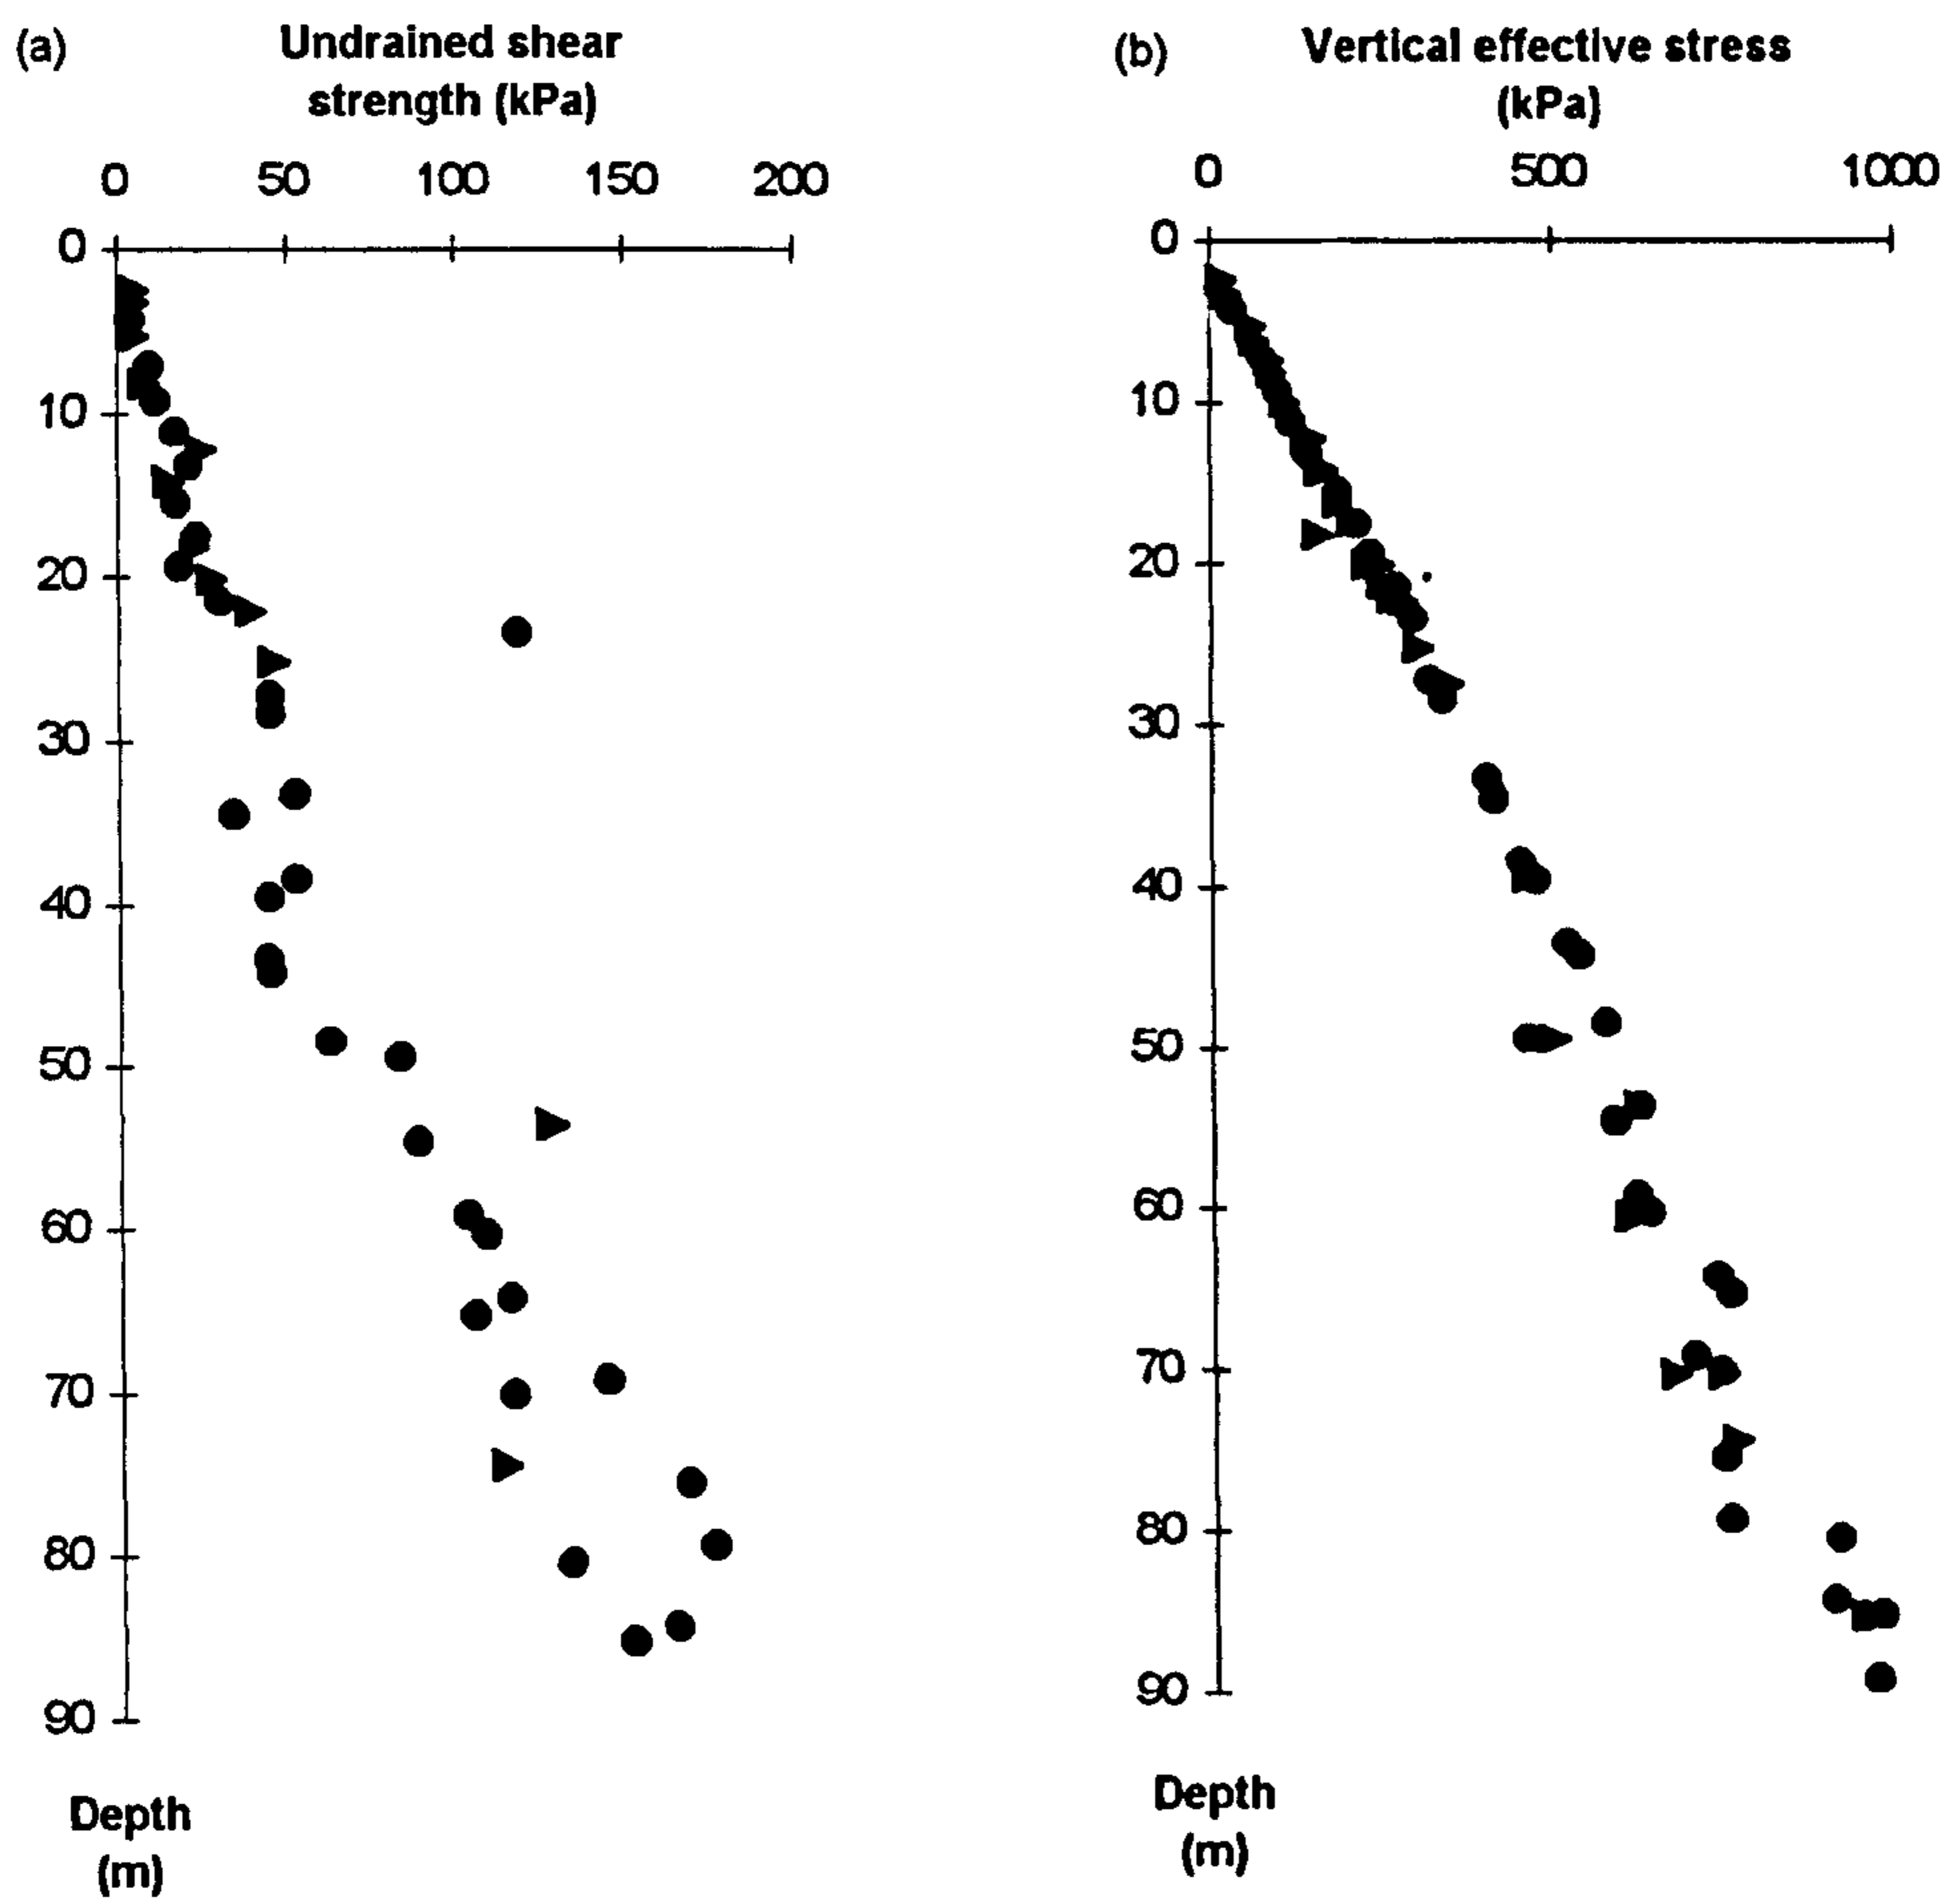 (a)
Undrained shear
strength (kPa)
0 50 100 150 200
0
10
20
30
40
50
60
70
80
90
Depth
(m)
(b)
Vertical effective stress
(kPa)
0 500 1000
0
10
20
30
40
50
60
70
80
90
Depth
(m)